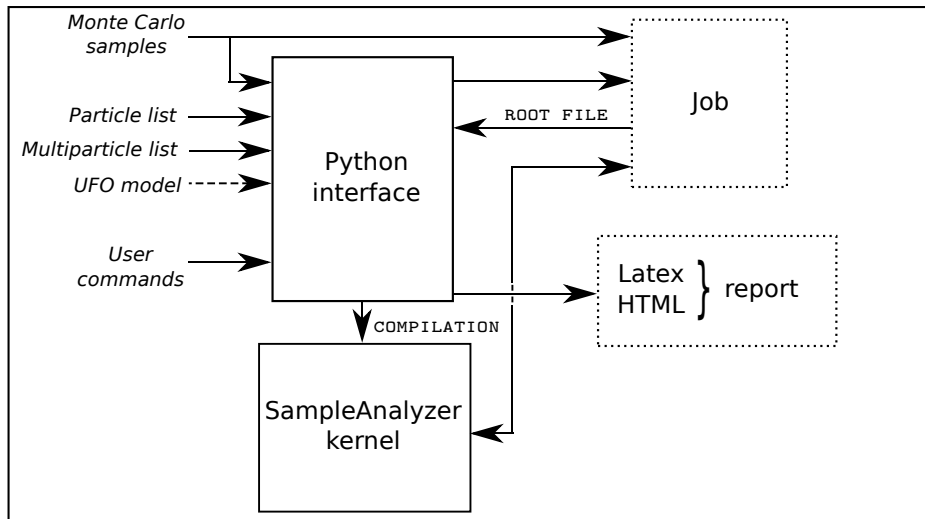 Monte Carlo
samples
Particle list
Multiparticle list
UFO model
User
commands
Python
interface
ROOT FILE
Job
Latex
HTML
} report
COMPILATION
SampleAnalyzer
kernel